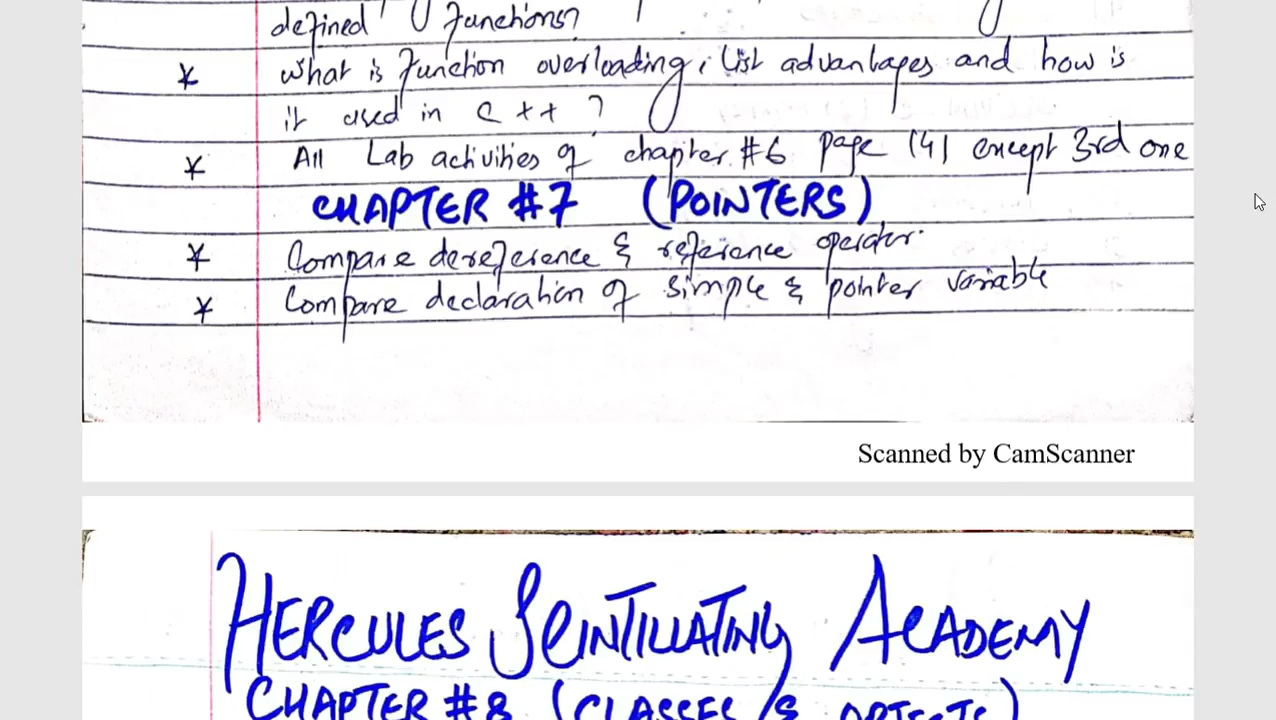 defined functions?
* What is function overloading, list advantages and how is
it used in C++ ?
* All Lab activities of chapter #6 page 141 except 3rd one
CHAPTER #7 (POINTERS)
* Compare dereference & reference operator.
* Compare declaration of simple & pointer variable
Scanned by CamScanner
HERCULES SCINTILLATING ACADEMY
CHAPTER #8 (CLASSES & OBJECTS)